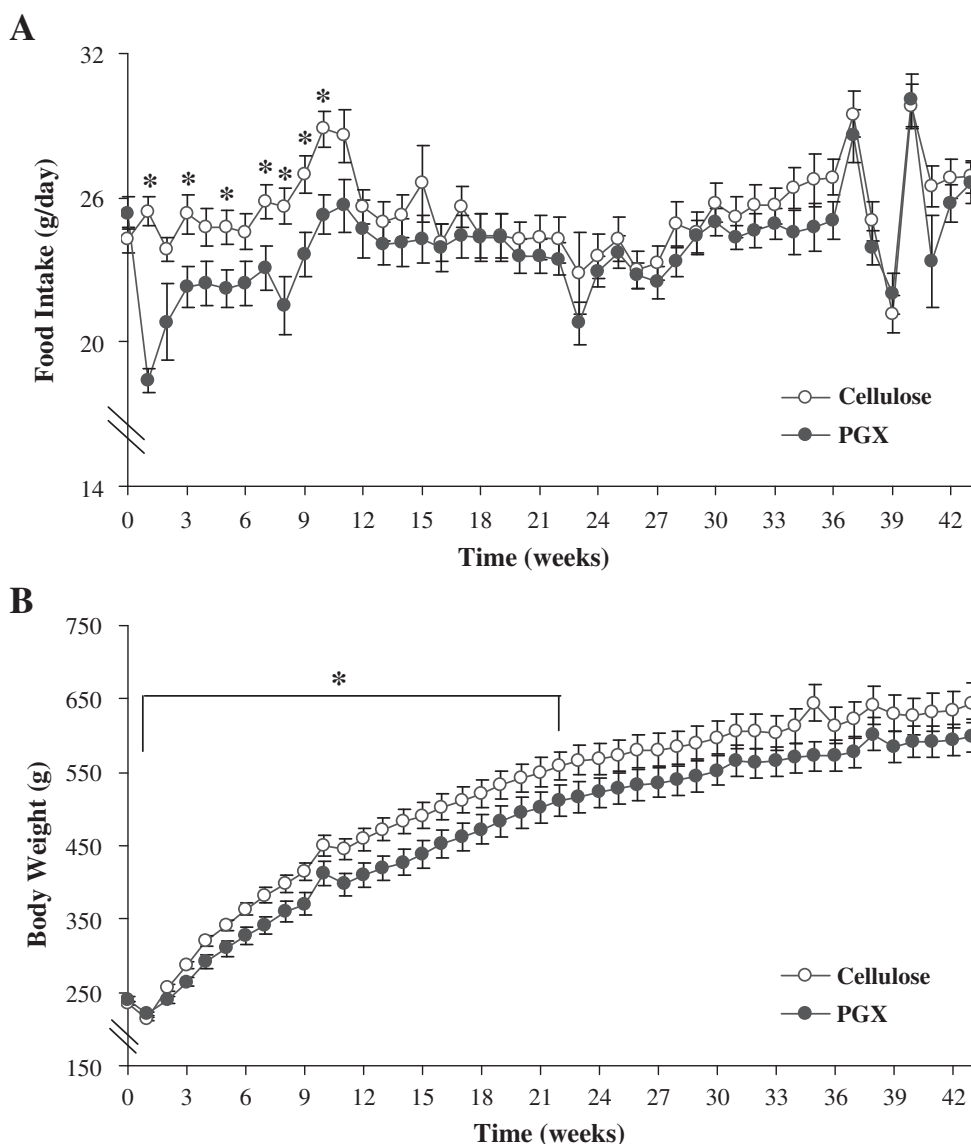 A
32
26
20
14
Food Intake (g/day)
* * * * * * *
Cellulose
PGX
0 3 6 9 12 15 18 21 24 27 30 33 36 39 42
Time (weeks)
B
750
650
550
450
350
250
150
Body Weight (g)
*
Cellulose
PGX
0 3 6 9 12 15 18 21 24 27 30 33 36 39 42
Time (weeks)